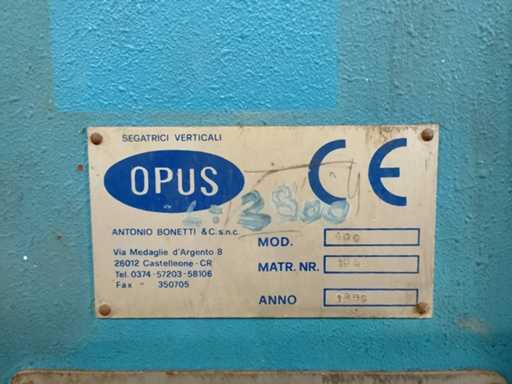 SEGATRICI VERTICALI
OPUS
CE
ANTONIO BONETTI & C. s.n.c.
Via Medaglie d'Argento 8
26012 Castelleone - CR
Tel. 0374 - 57203 - 58106
Fax " 350705
MOD.
MATR. NR.
ANNO